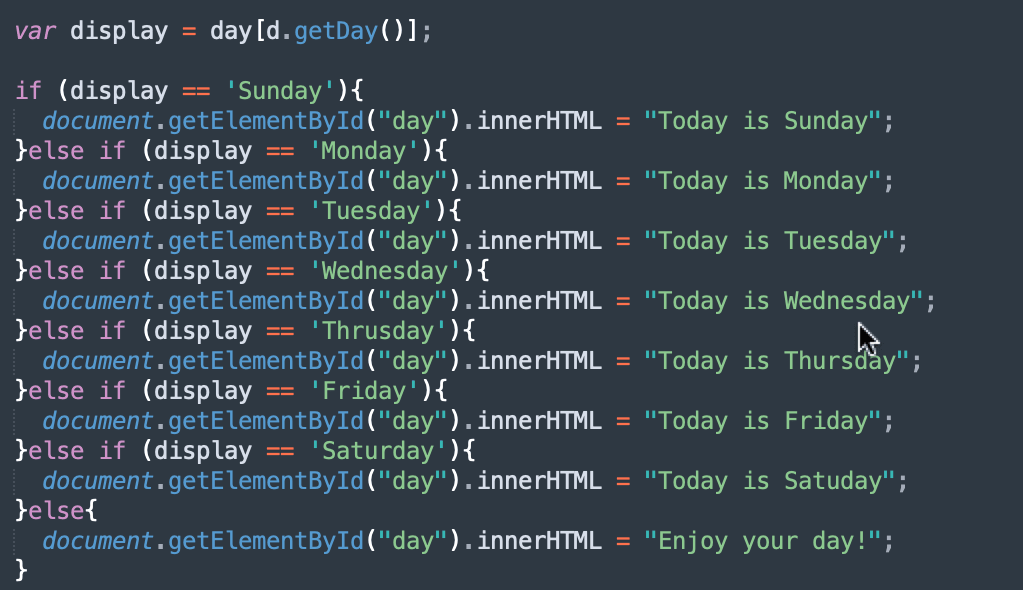 var display = day[d.getDay()];
if (display == 'Sunday'){
document.getElementById("day").innerHTML = "Today is Sunday";
}else if (display == 'Monday'){
document.getElementById("day").innerHTML = "Today is Monday";
}else if (display == 'Tuesday'){
document.getElementById("day").innerHTML = "Today is Tuesday";
}else if (display == 'Wednesday'){
document.getElementById("day").innerHTML = "Today is Wednesday";
}else if (display == 'Thrusday'){
document.getElementById("day").innerHTML = "Today is Thursday";
}else if (display == 'Friday'){
document.getElementById("day").innerHTML = "Today is Friday";
}else if (display == 'Saturday'){
document.getElementById("day").innerHTML = "Today is Satuday";
}else{
document.getElementById("day").innerHTML = "Enjoy your day!";
}